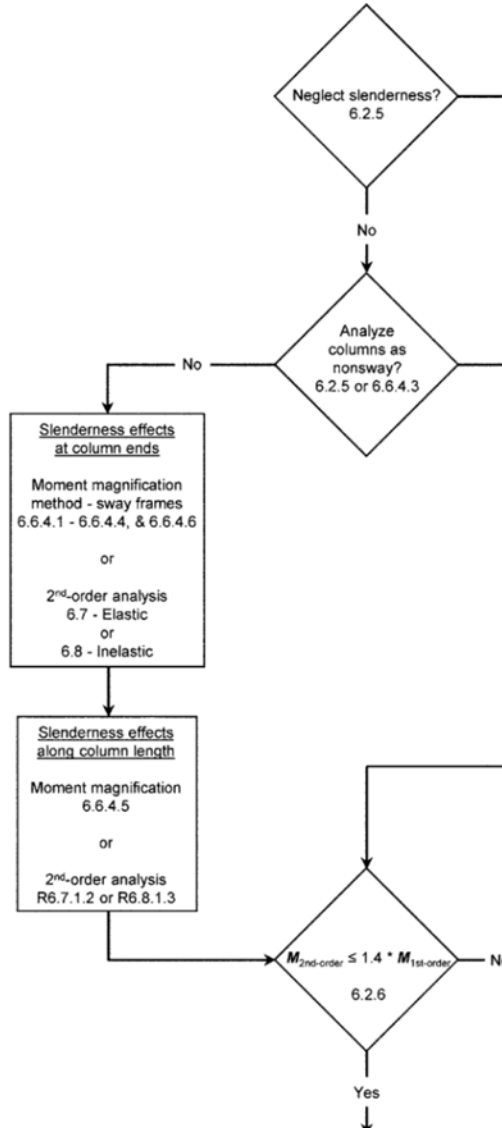 Neglect slenderness?
6.2.5
No
Analyze
columns as
nonsway?
6.2.5 or 6.6.4.3
No
Slenderness effects
at column ends
Moment magnification
method - sway frames
6.6.4.1 - 6.6.4.4, & 6.6.4.6
or
2nd-order analysis
6.7 - Elastic
or
6.8 - Inelastic
Slenderness effects
along column length
Moment magnification
6.6.4.5
or
2nd-order analysis
R6.7.1.2 or R6.8.1.3
M2nd-order ≤ 1.4 * M1st-order
6.2.6
Yes